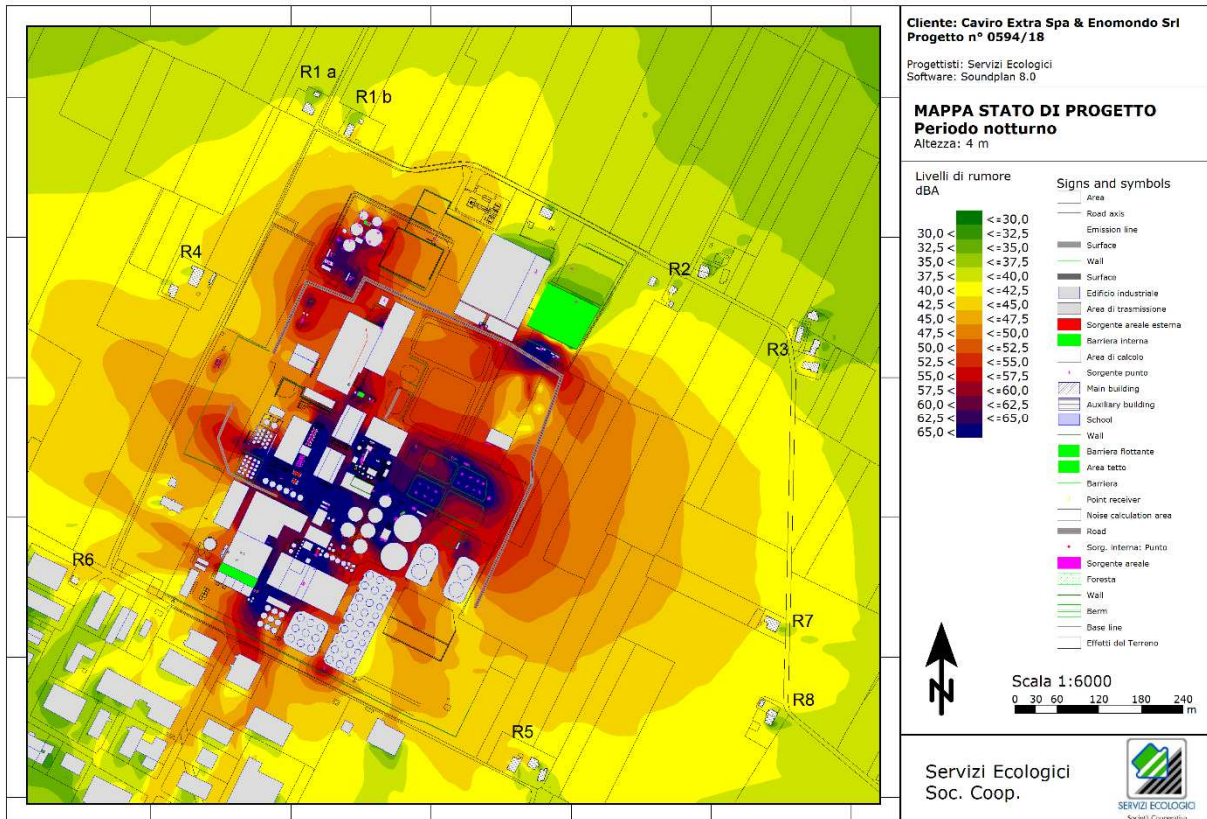 R1 a
R1 b
R4
R2
R3
R6
R7
R8
R5
Cliente: Caviro Extra Spa & Enomondo Srl
Progetto n° 0594/18
Progettisti: Servizi Ecologici
Software: Soundplan 8.0
MAPPA STATO DI PROGETTO
Periodo notturno
Altezza: 4 m
Livelli di rumore
dBA
<=30,0
30,0 < <=32,5
32,5 < <=35,0
35,0 < <=37,5
37,5 < <=40,0
40,0 < <=42,5
42,5 < <=45,0
45,0 < <=47,5
47,5 < <=50,0
50,0 < <=52,5
52,5 < <=55,0
55,0 < <=57,5
57,5 < <=60,0
60,0 < <=62,5
62,5 < <=65,0
65,0 <
Signs and symbols
Area
Road axis
Emission line
Surface
Wall
Surface
Edificio industriale
Area di trasmissione
Sorgente areale esterna
Barriera interna
Area di calcolo
Sorgente punto
Main building
Auxiliary building
School
Wall
Barriera flottante
Area tetto
Barriera
Point receiver
Noise calculation area
Road
Sorg. interna: Punto
Sorgente areale
Foresta
Wall
Berm
Base line
Effetti del Terreno
N
Scala 1:6000
0 30 60 120 180 240
m
Servizi Ecologici
Soc. Coop.
SERVIZI ECOLOGICI
Società Cooperativa